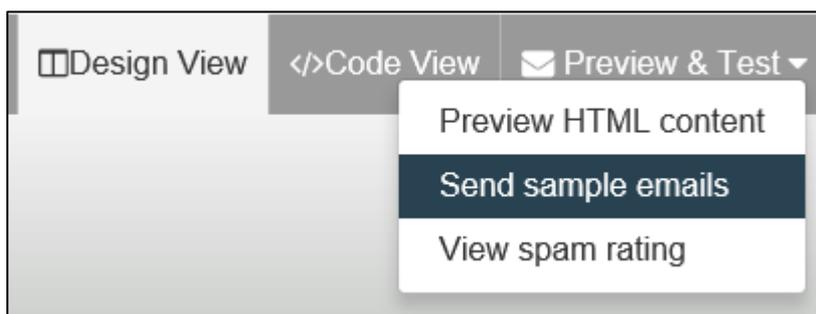 Design View </>Code View Preview & Test
Preview HTML content
Send sample emails
View spam rating